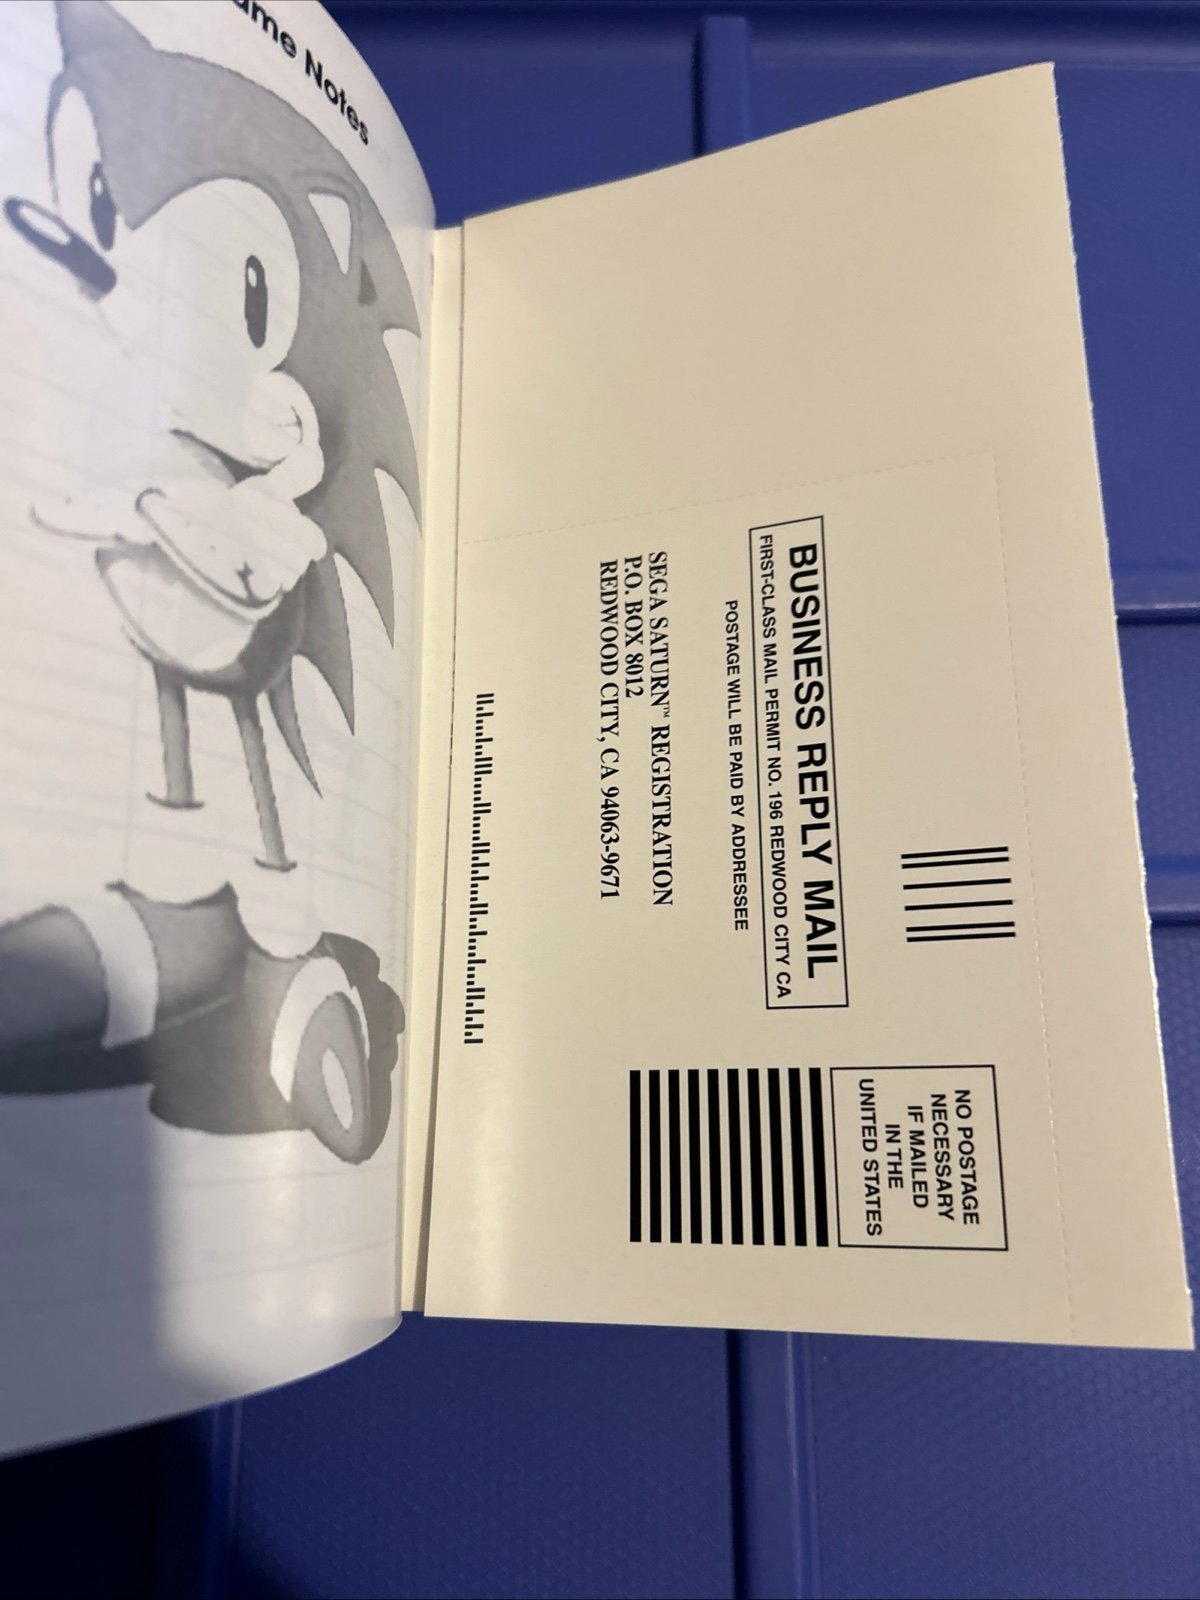 Notes
NO POSTAGE
NECESSARY
IF MAILED
IN THE
UNITED STATES
BUSINESS REPLY MAIL
FIRST-CLASS MAIL PERMIT NO. 196 REDWOOD CITY CA
POSTAGE WILL BE PAID BY ADDRESSEE
SEGA SATURN™ REGISTRATION
P.O. BOX 8012
REDWOOD CITY, CA 94063-9671